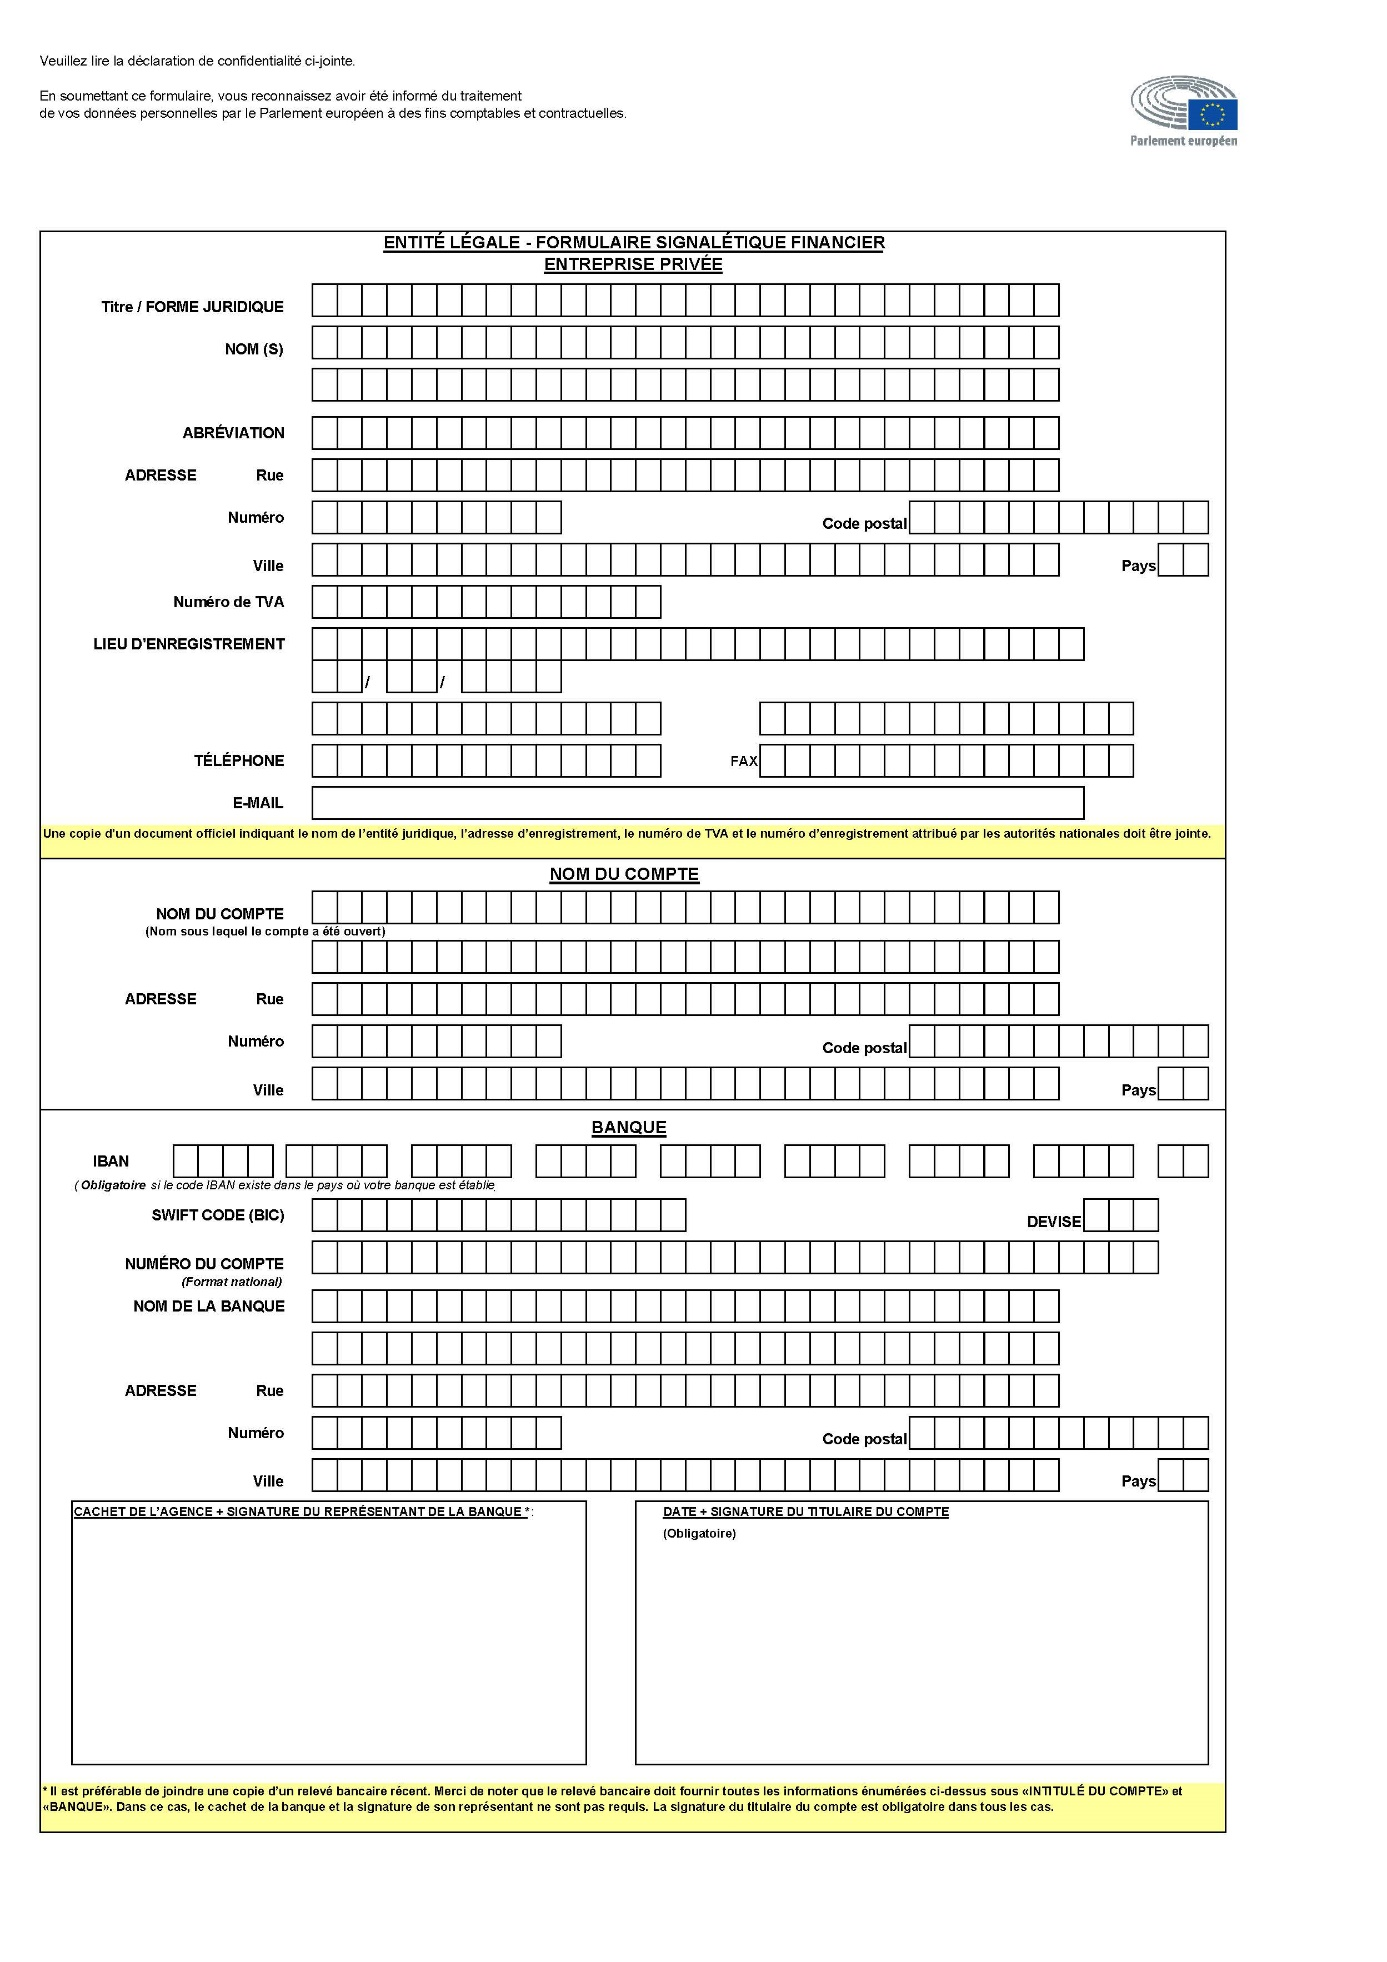 Veuillez lire la déclaration de confidentialité ci-jointe.
En soumettant ce formulaire, vous reconnaissez avoir été informé du traitement
de vos données personnelles par le Parlement européen à des fins comptables et contractuelles.
Parlement européen
ENTITÉ LÉGALE - FORMULAIRE SIGNALÉTIQUE FINANCIER
ENTREPRISE PRIVÉE
Titre / FORME JURIDIQUE
NOM (S)
ABRÉVIATION
ADRESSE Rue
Numéro Code postal
Ville Pays
Numéro de TVA
LIEU D'ENREGISTREMENT
/ /
TÉLÉPHONE FAX
E-MAIL
Une copie d'un document officiel indiquant le nom de l'entité juridique, l'adresse d'enregistrement, le numéro de TVA et le numéro d'enregistrement attribué par les autorités nationales doit être jointe.
NOM DU COMPTE
NOM DU COMPTE
(Nom sous lequel le compte a été ouvert)
ADRESSE Rue
Numéro Code postal
Ville Pays
BANQUE
IBAN
( Obligatoire si le code IBAN existe dans le pays où votre banque est établie
SWIFT CODE (BIC) DEVISE
NUMÉRO DU COMPTE
(Format national)
NOM DE LA BANQUE
ADRESSE Rue
Numéro Code postal
Ville Pays
CACHET DE L'AGENCE + SIGNATURE DU REPRÉSENTANT DE LA BANQUE * :
DATE + SIGNATURE DU TITULAIRE DU COMPTE
(Obligatoire)
* Il est préférable de joindre une copie d'un relevé bancaire récent. Merci de noter que le relevé bancaire doit fournir toutes les informations énumérées ci-dessus sous «INTITULÉ DU COMPTE» et
«BANQUE». Dans ce cas, le cachet de la banque et la signature de son représentant ne sont pas requis. La signature du titulaire du compte est obligatoire dans tous les cas.